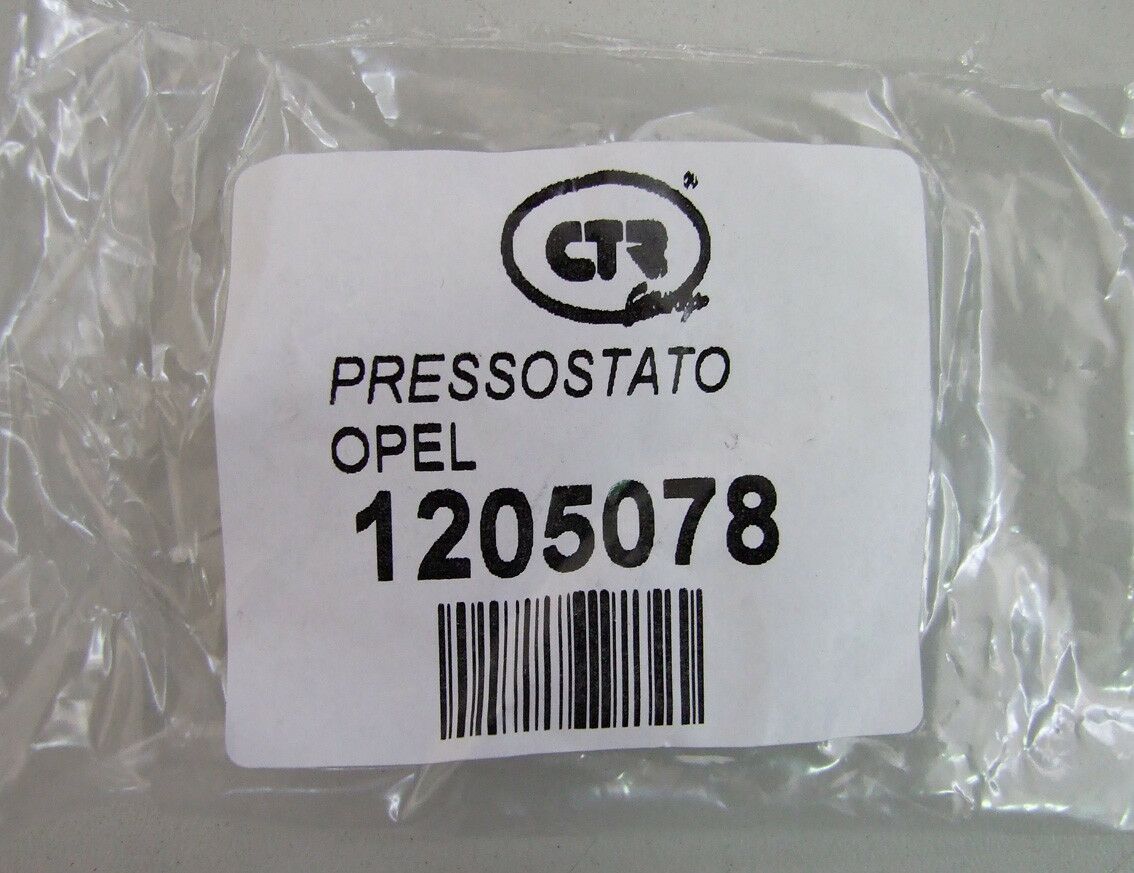 CTR
PRESSOSTATO
OPEL
1205078